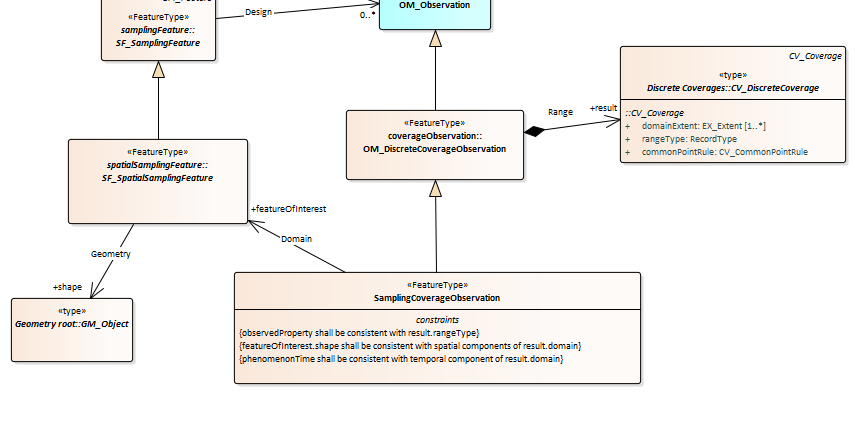 Design
0..*
OM_Observation
«FeatureType»
samplingFeature::
SF_SamplingFeature
CV_Coverage
«type»
Discrete Coverages::CV_DiscreteCoverage
::CV_Coverage
+ domainExtent: EX_Extent [1..*]
+ rangeType: RecordType
+ commonPointRule: CV_CommonPointRule
Range
+result
«FeatureType»
coverageObservation::
OM_DiscreteCoverageObservation
«FeatureType»
spatialSamplingFeature::
SF_SpatialSamplingFeature
+featureOfInterest
Domain
Geometry
+shape
«type»
Geometry root::GM_Object
«FeatureType»
SamplingCoverageObservation
constraints
{observedProperty shall be consistent with result.rangeType}
{featureOfInterest.shape shall be consistent with spatial components of result.domain}
{phenomenonTime shall be consistent with temporal component of result.domain}